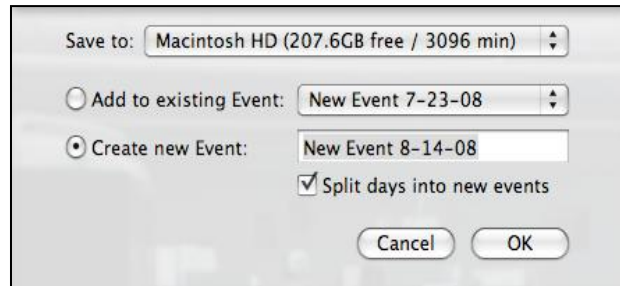 Save to: Macintosh HD (207.6GB free / 3096 min)
Add to existing Event: New Event 7-23-08
Create new Event: New Event 8-14-08
Split days into new events
Cancel OK